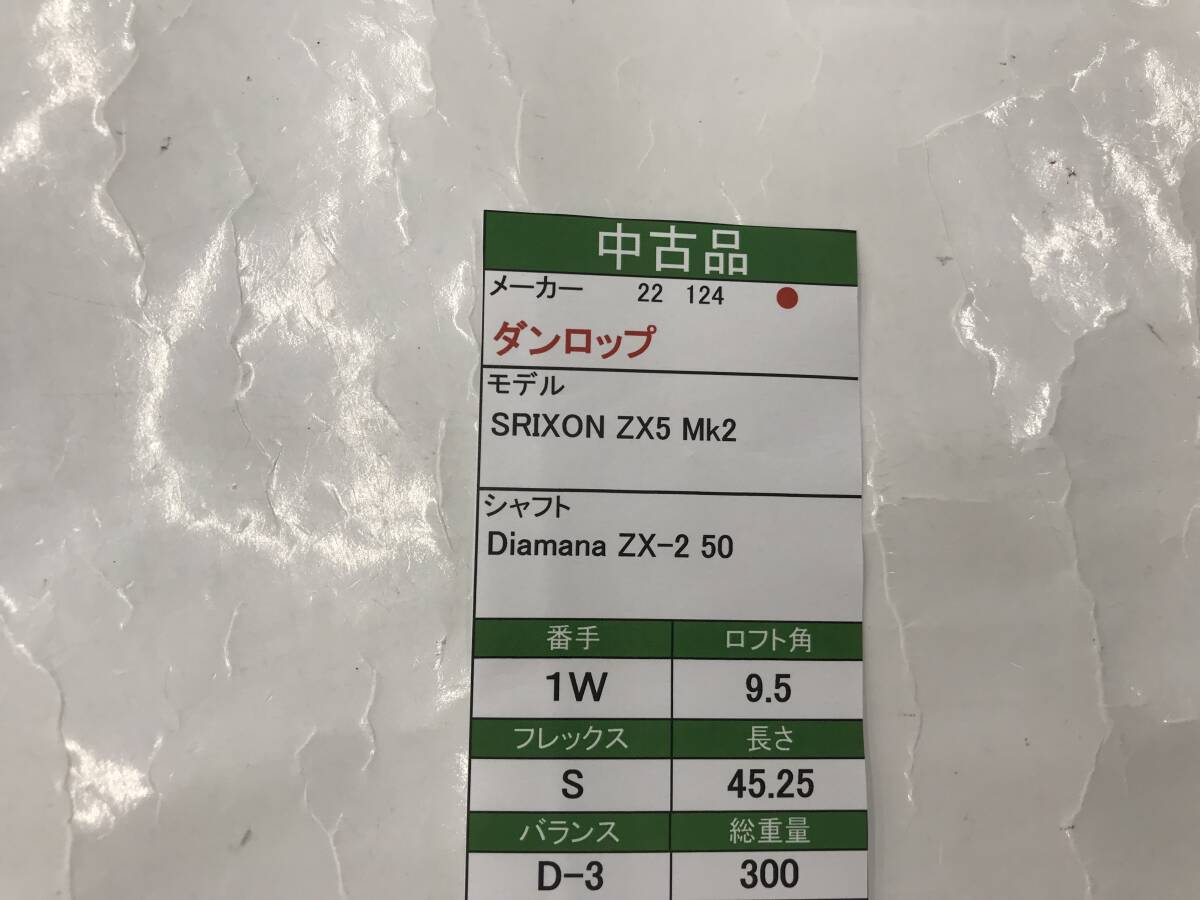 中古品
メーカー 22 124
ダンロップ
モデル
SRIXON ZX5 Mk2
シャフト
Diamana ZX-2 50
番手 ロフト角
1W 9.5
フレックス 長さ
S 45.25
バランス 総重量
D-3 300